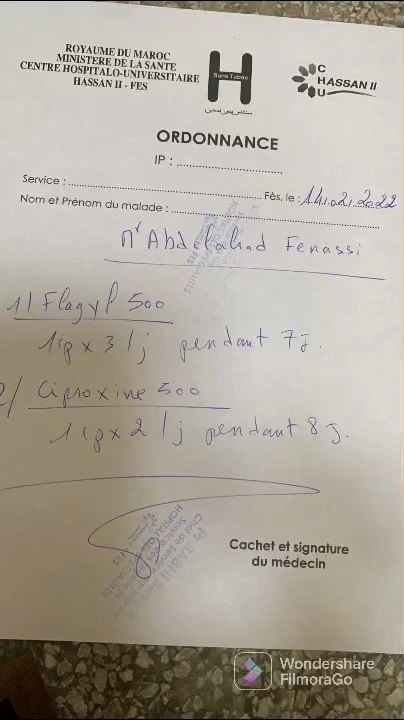 ROYAUME DU MAROC
MINISTERE DE LA SANTE
CENTRE HOSPITALO-UNIVERSITAIRE
HASSAN II - FES
Sans Tabac
CHU HASSAN II
ORDONNANCE
IP : ..............................
Service : ............................................................ Fès, le : 14.02.2022
Nom et Prénom du malade : ............................................................
Mr Abdelahad Fenassi
1/ Flagyl 500
1cp x 3 / j pendant 7j.
2/ Ciproxine 500
1cp x 2 / j pendant 8j.
Cachet et signature
du médecin
Wondershare
FilmoraGo